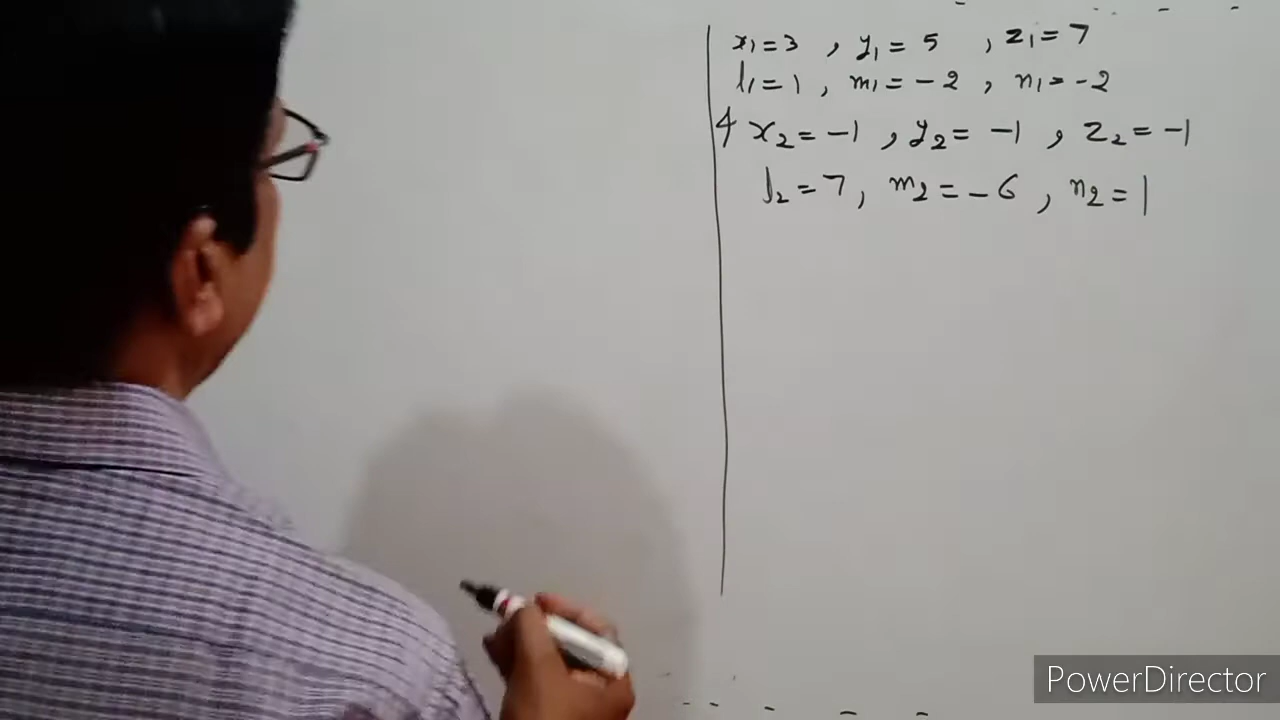 x₁ = 3 , y₁ = 5 , z₁ = 7
l₁ = 1 , m₁ = -2 , n₁ = -2
& x₂ = -1 , y₂ = -1 , z₂ = -1
l₂ = 7 , m₂ = -6 , n₂ = 1
PowerDirector